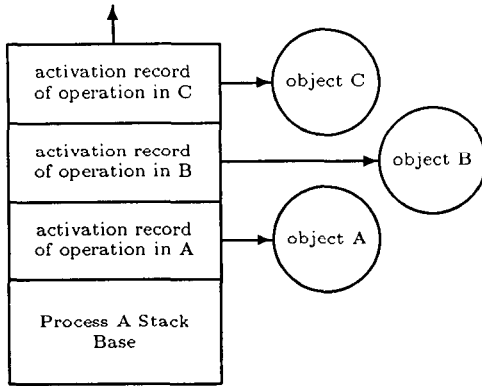 activation record
of operation in C
object C
activation record
of operation in B
object B
activation record
of operation in A
object A
Process A Stack
Base